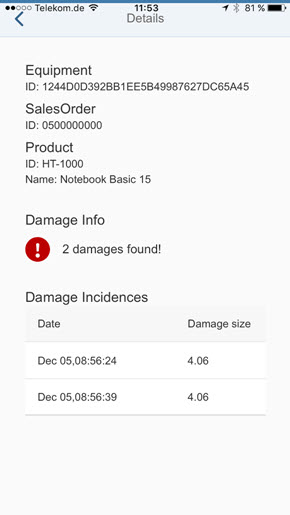 Telekom.de 11:53 81 %
Details
Equipment
ID: 1244D0D392BB1EE5B49987627DC65A45
SalesOrder
ID: 0500000000
Product
ID: HT-1000
Name: Notebook Basic 15
Damage Info
2 damages found!
Damage Incidences
Date Damage size
Dec 05,08:56:24 4.06
Dec 05,08:56:39 4.06